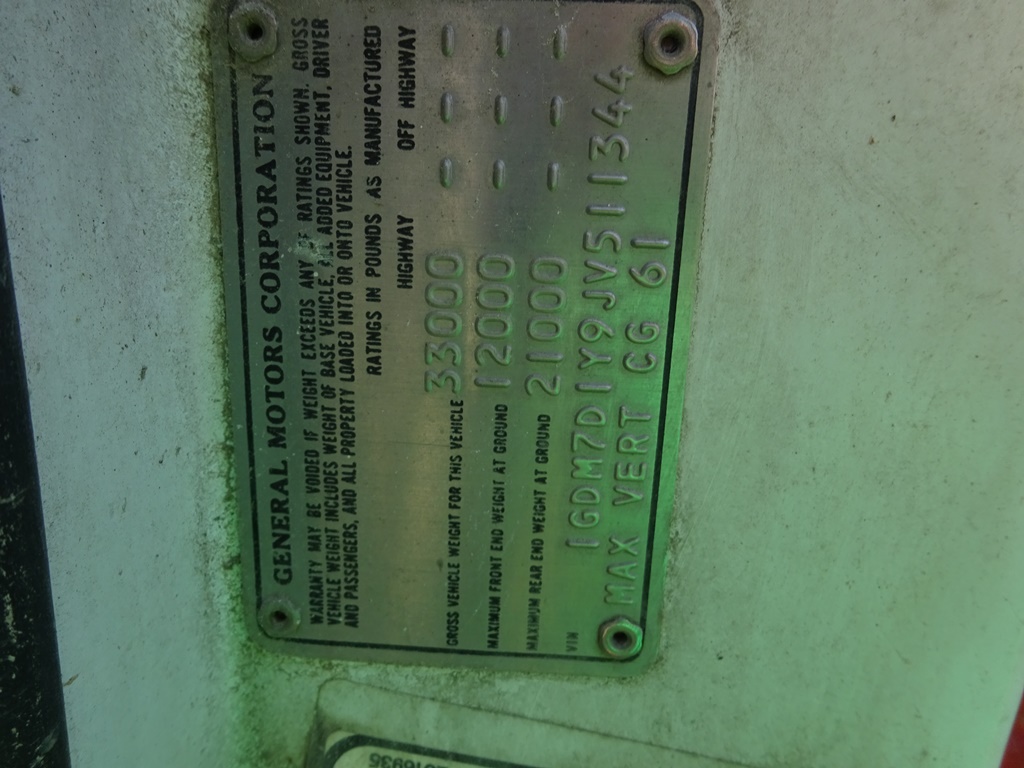 GENERAL MOTORS CORPORATION
WARRANTY MAY BE VOIDED IF WEIGHT EXCEEDS ANY OF RATINGS SHOWN. GROSS
VEHICLE WEIGHT INCLUDES WEIGHT OF BASE VEHICLE, ALL ADDED EQUIPMENT, DRIVER
AND PASSENGERS, AND ALL PROPERTY LOADED INTO OR ONTO VEHICLE.
RATINGS IN POUNDS AS MANUFACTURED
HIGHWAY OFF HIGHWAY
GROSS VEHICLE WEIGHT FOR THIS VEHICLE 33000 - - -
MAXIMUM FRONT END WEIGHT AT GROUND 12000 - - -
MAXIMUM REAR END WEIGHT AT GROUND 21000 - - -
VIN 1GDM7D1Y9JV511344
MAX VERT CG 61